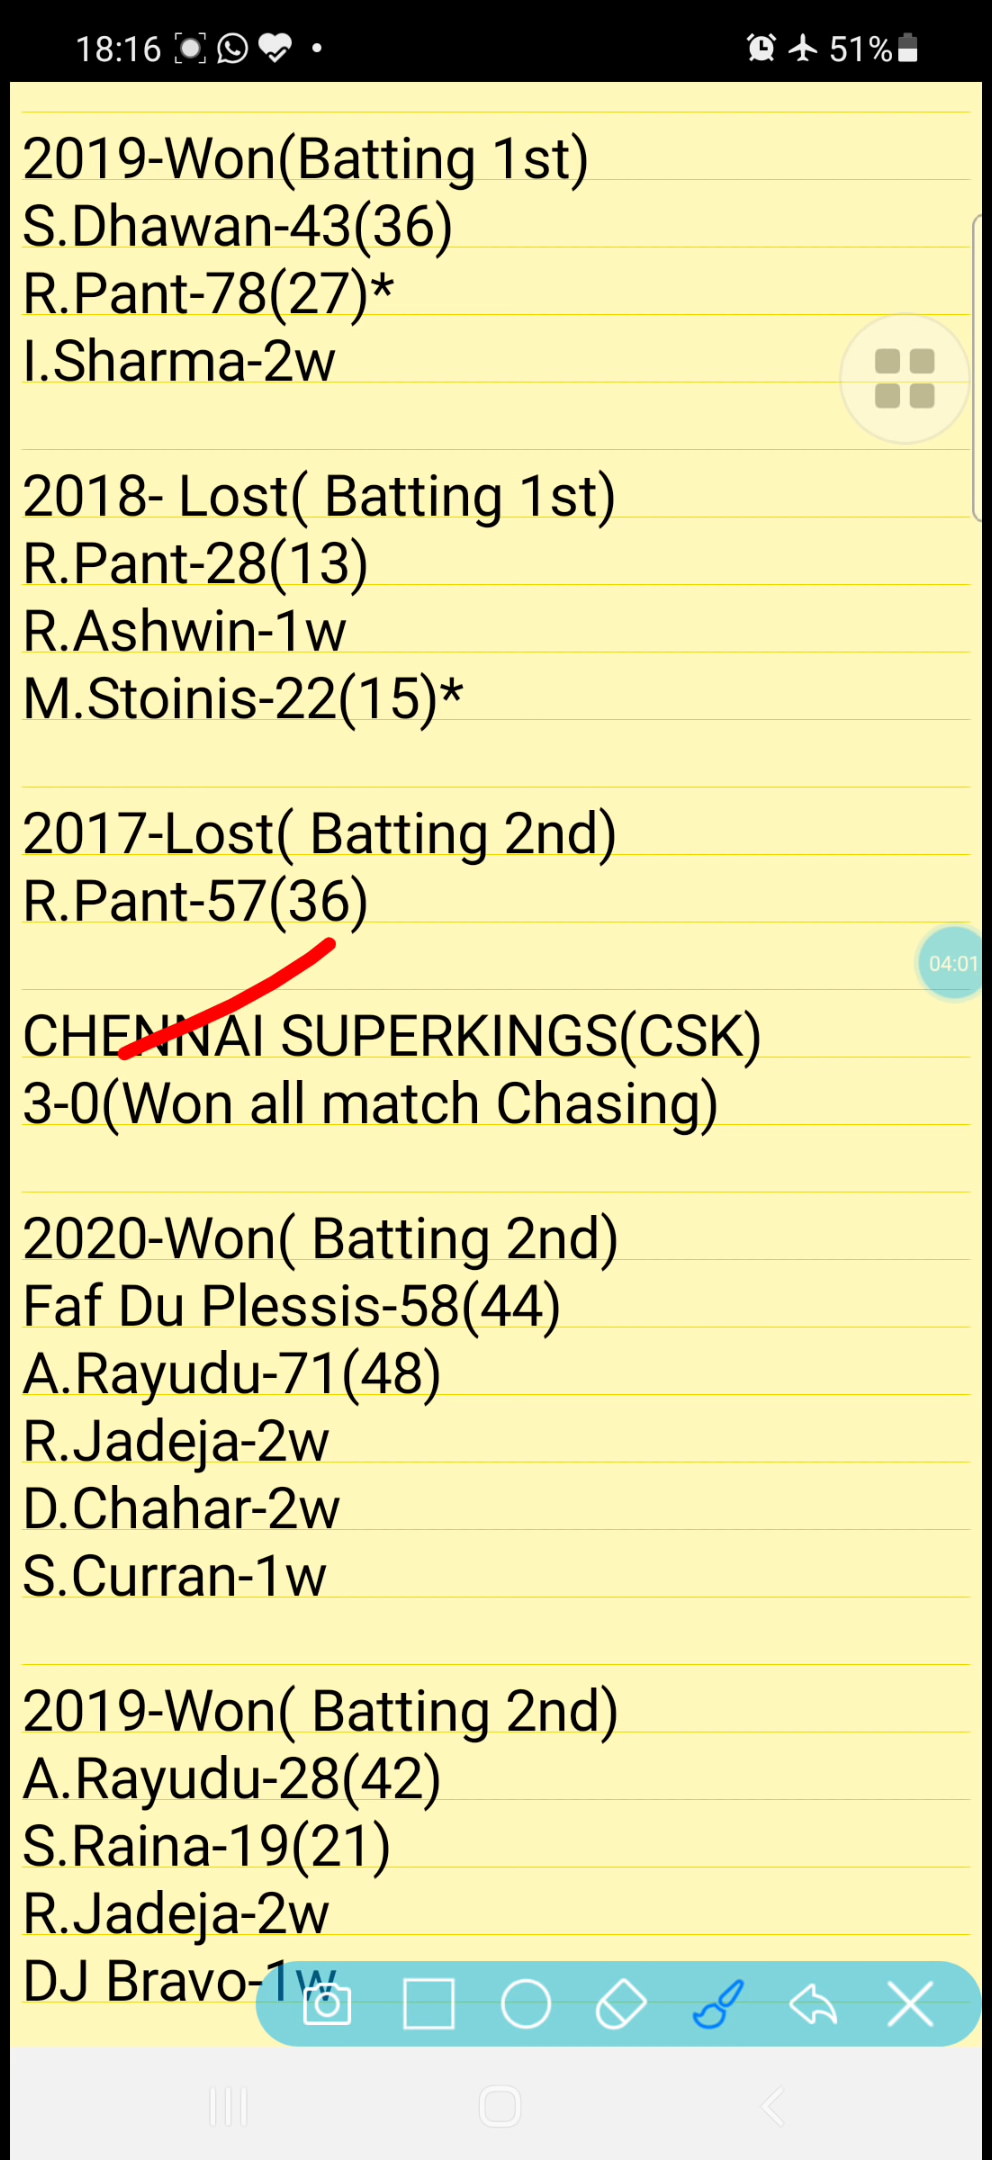 18:16
51%
2019-Won(Batting 1st)
S.Dhawan-43(36)
R.Pant-78(27)*
I.Sharma-2w
2018- Lost( Batting 1st)
R.Pant-28(13)
R.Ashwin-1w
M.Stoinis-22(15)*
2017-Lost( Batting 2nd)
R.Pant-57(36)
04:01
CHENNAI SUPERKINGS(CSK)
3-0(Won all match Chasing)
2020-Won( Batting 2nd)
Faf Du Plessis-58(44)
A.Rayudu-71(48)
R.Jadeja-2w
D.Chahar-2w
S.Curran-1w
2019-Won( Batting 2nd)
A.Rayudu-28(42)
S.Raina-19(21)
R.Jadeja-2w
DJ Bravo-1w